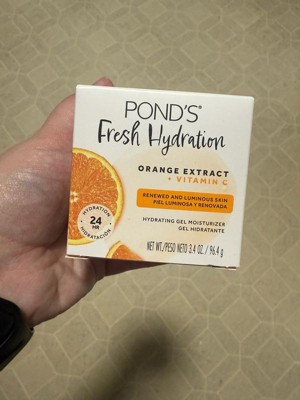 POND'S®
Fresh Hydration
ORANGE EXTRACT
+ VITAMIN C
RENEWED AND LUMINOUS SKIN
PIEL LUMINOSA Y RENOVADA
HYDRATION
24
HR
HIDRATACIÓN
HYDRATING GEL MOISTURIZER
GEL HIDRATANTE
NET WT./PESO NETO 3.4 OZ. / 96.4 g